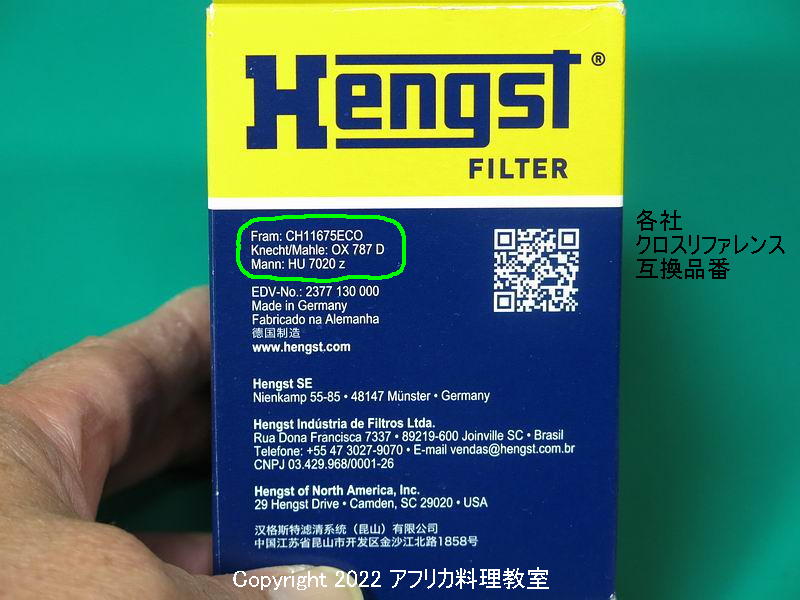 Hengst®
FILTER
Fram: CH11675ECO
Knecht/Mahle: OX 787 D
Mann: HU 7020 z
各社
クロスリファレンス
互換品番
EDV-No.: 2377 130 000
Made in Germany
Fabricado na Alemanha
德国制造
www.hengst.com
Hengst SE
Nienkamp 55-85 • 48147 Münster • Germany
Hengst Indústria de Filtros Ltda.
Rua Dona Francisca 7337 • 89219-600 Joinville SC • Brasil
Telefone: +55 47 3027-9070 • E-mail vendas@hengst.com.br
CNPJ 03.429.968/0001-26
Hengst of North America, Inc.
29 Hengst Drive • Camden, SC 29020 • USA
汉格斯特滤清系统（昆山）有限公司
中国江苏省昆山市开发区金沙江北路1858号
Copyright 2022 アフリカ料理教室